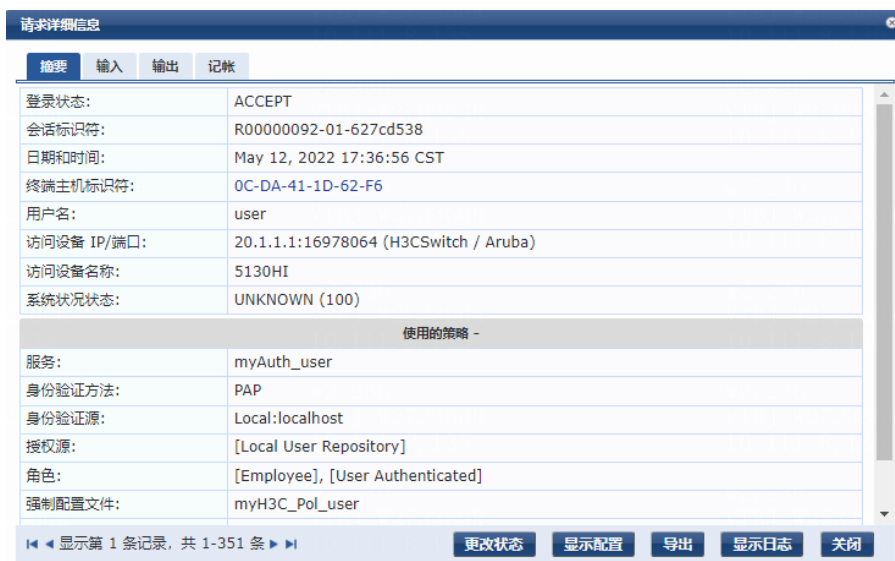 请求详细信息
摘要 输入 输出 记帐
登录状态: ACCEPT
会话标识符: R00000092-01-627cd538
日期和时间: May 12, 2022 17:36:56 CST
终端主机标识符: 0C-DA-41-1D-62-F6
用户名: user
访问设备 IP/端口: 20.1.1.1:16978064 (H3CSwitch / Aruba)
访问设备名称: 5130HI
系统状况状态: UNKNOWN (100)
使用的策略 -
服务: myAuth_user
身份验证方法: PAP
身份验证源: Local:localhost
授权源: [Local User Repository]
角色: [Employee], [User Authenticated]
强制配置文件: myH3C_Pol_user
显示第 1 条记录, 共 1-351 条 更改状态 显示配置 导出 显示日志 关闭